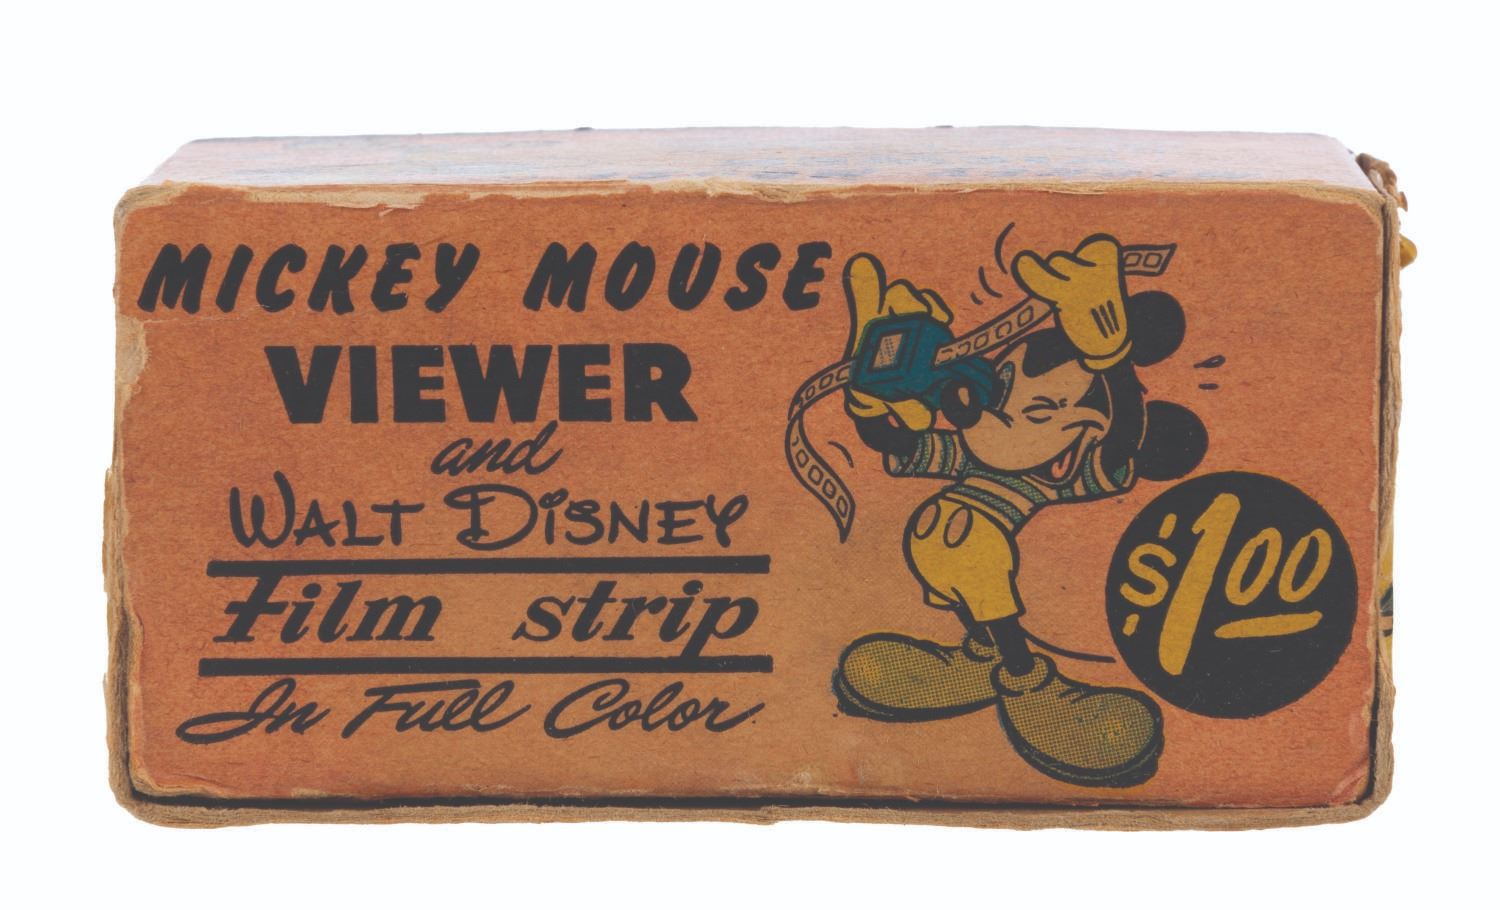 MICKEY MOUSE
VIEWER
and
WALT DISNEY
Film strip
In Full Color
$1.00